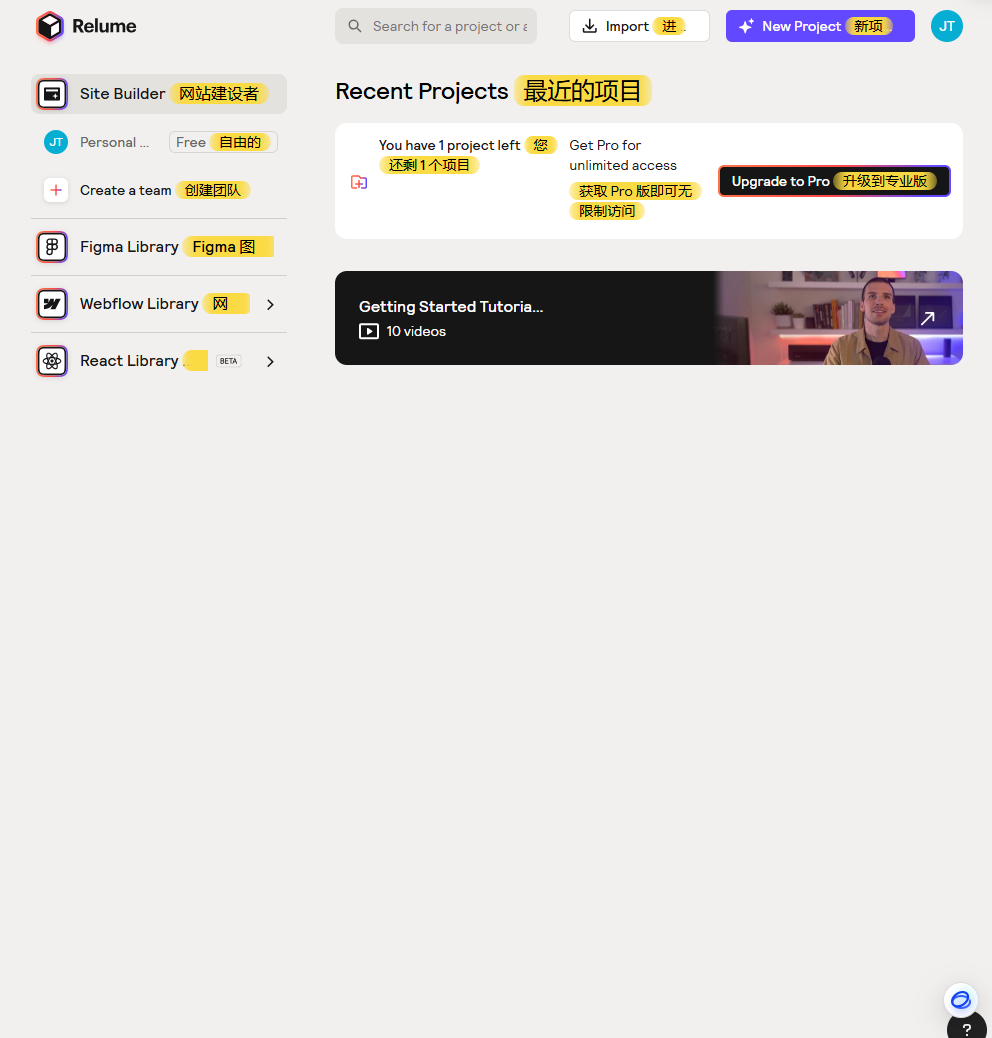 Relume
Search for a project or a
Import 进
New Project 新项
JT
Site Builder 网站建设者
JT Personal ... Free 自由的
Create a team 创建团队
Figma Library Figma 图
Webflow Library 网
React Library BETA
Recent Projects 最近的项目
You have 1 project left 您
还剩 1 个项目
Get Pro for
unlimited access
获取 Pro 版即可无
限制访问
Upgrade to Pro 升级到专业版
Getting Started Tutoria...
10 videos
?